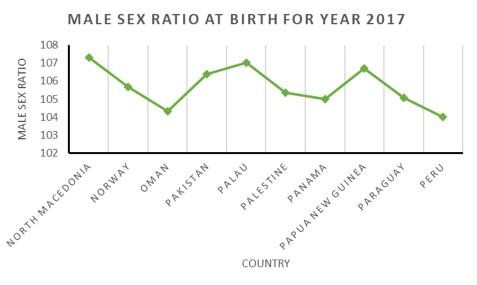 MALE SEX RATIO AT BIRTH FOR YEAR 2017
MALE SEX RATIO
108
107
106
105
104
103
102
NORTH MACEDONIA
NORWAY
OMAN
PAKISTAN
PALAU
PALESTINE
PANAMA
PAPUA NEW GUINEA
PARAGUAY
PERU
COUNTRY